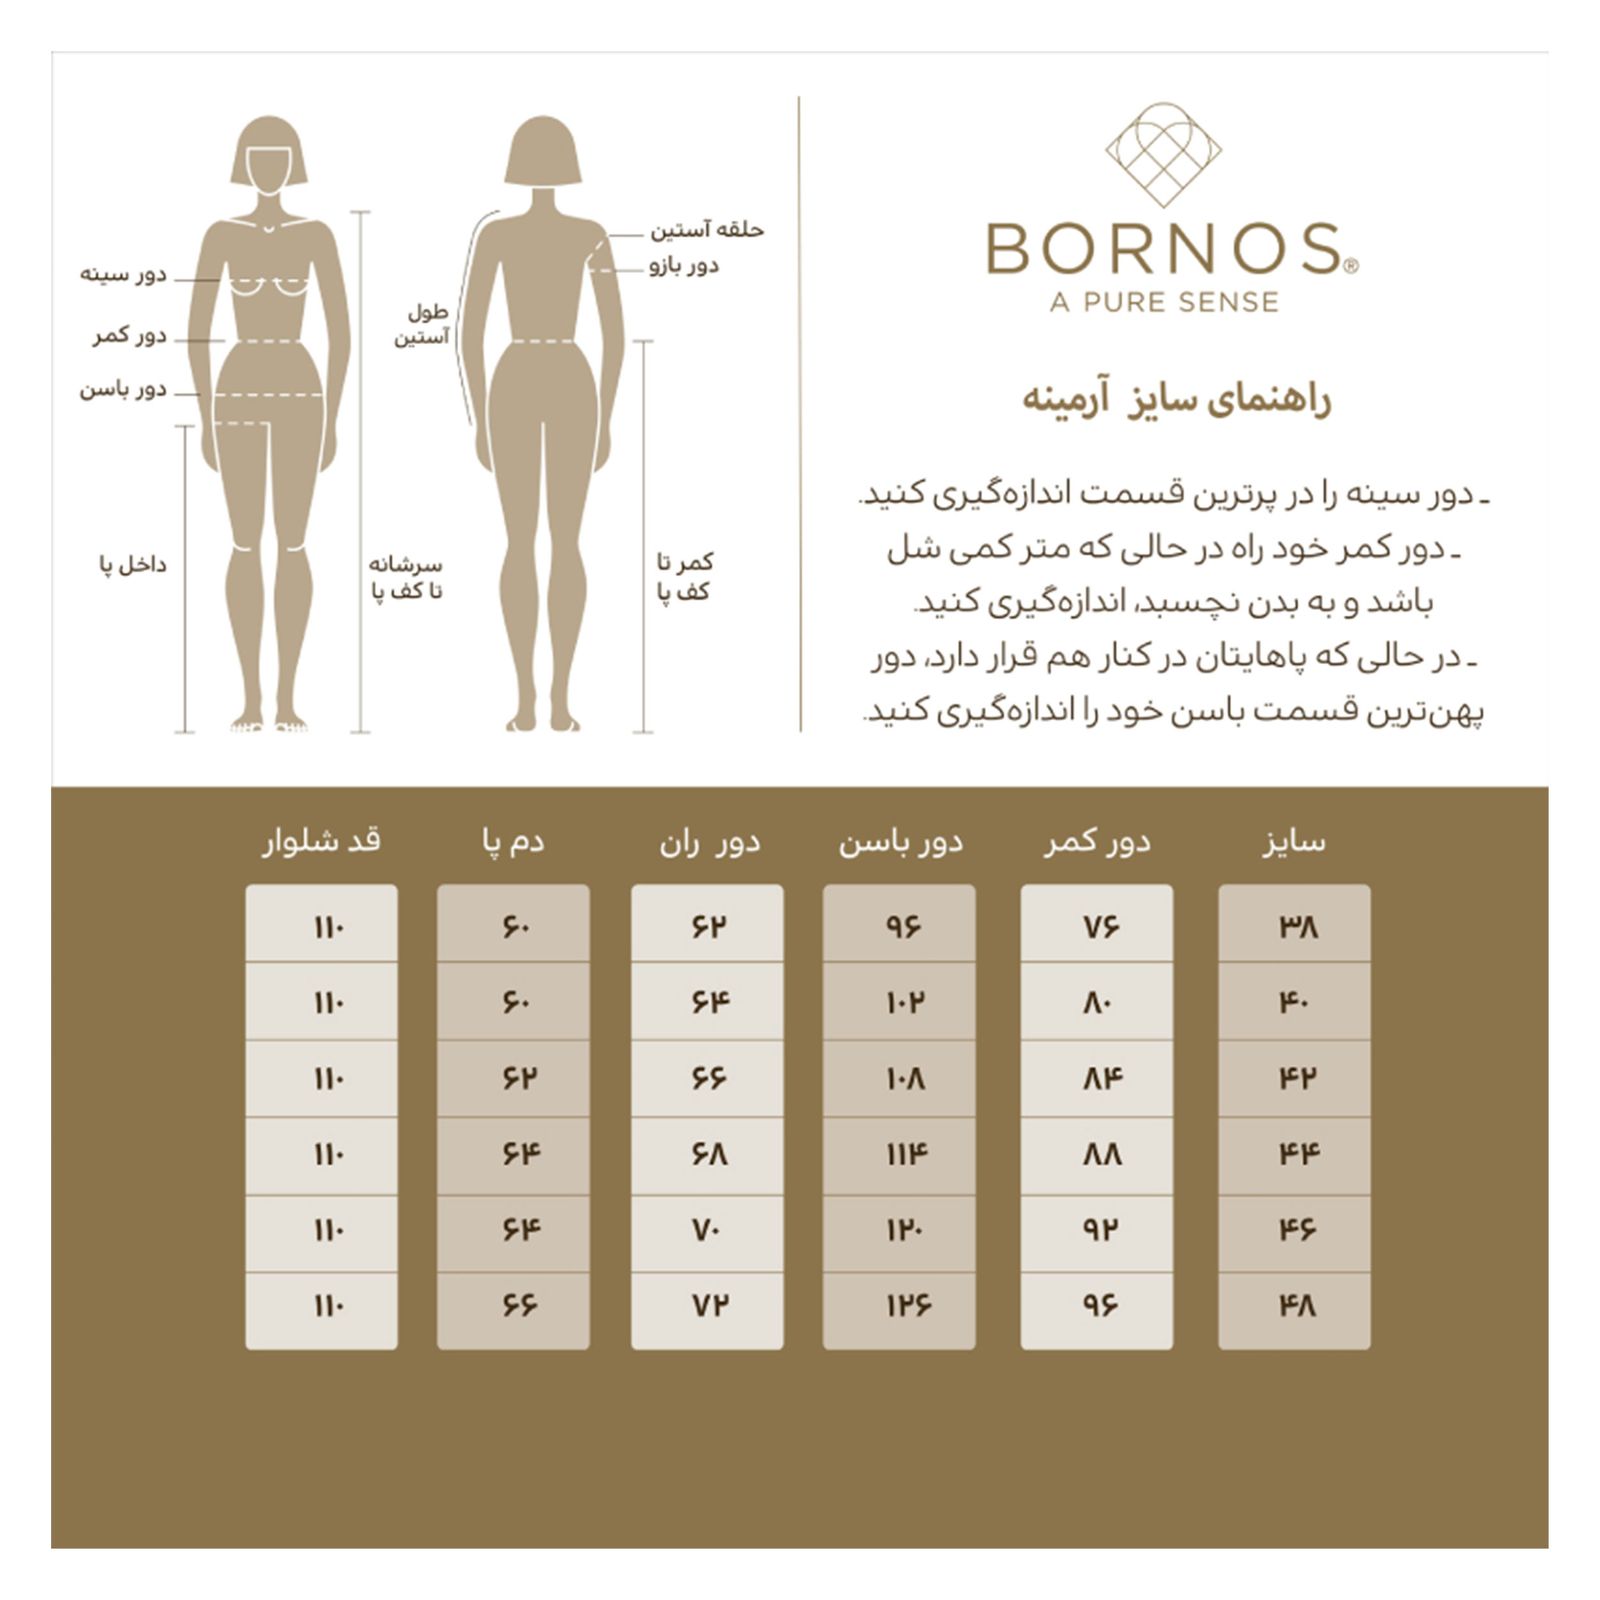 BORNOS®
A PURE SENSE
راهنمای سایز آرمینه
ـ دور سینه را در پرترین قسمت اندازه‌گیری کنید.
ـ دور کمر خود راه در حالی که متر کمی شل
باشد و به بدن نچسبد، اندازه‌گیری کنید.
ـ در حالی که پاهایتان در کنار هم قرار دارد، دور
پهن‌ترین قسمت باسن خود را اندازه‌گیری کنید.
حلقه آستین
دور بازو
طول
آستین
کمر تا
کف پا
دور سینه
دور کمر
دور باسن
سرشانه
تا کف پا
داخل پا
سایز دور کمر دور باسن دور ران دم پا قد شلوار
۳۸ ۷۶ ۹۶ ۶۲ ۶۰ ۱۱۰
۴۰ ۸۰ ۱۰۲ ۶۴ ۶۰ ۱۱۰
۴۲ ۸۴ ۱۰۸ ۶۶ ۶۲ ۱۱۰
۴۴ ۸۸ ۱۱۴ ۶۸ ۶۴ ۱۱۰
۴۶ ۹۲ ۱۲۰ ۷۰ ۶۴ ۱۱۰
۴۸ ۹۶ ۱۲۶ ۷۲ ۶۶ ۱۱۰